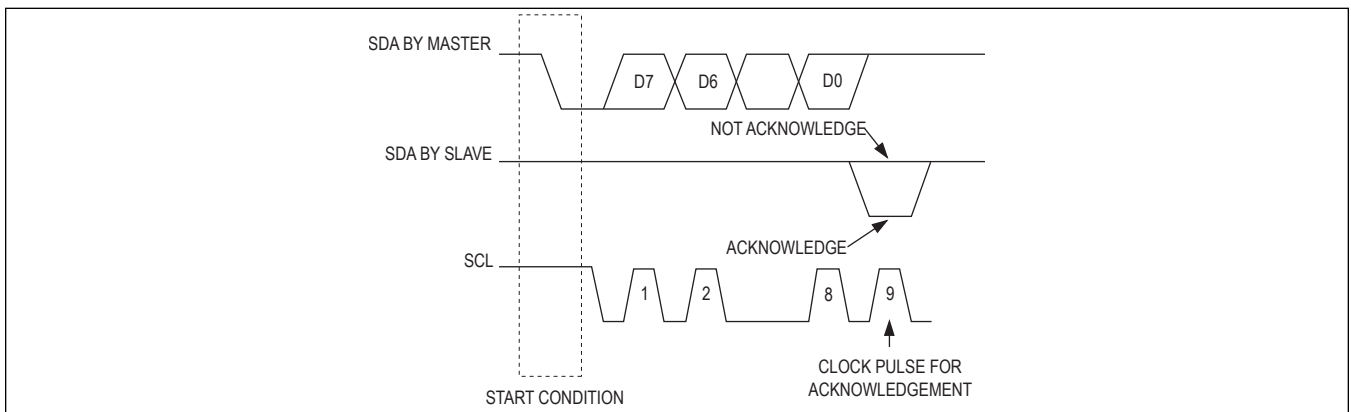 SDA BY MASTER
D7
D6
D0
NOT ACKNOWLEDGE
SDA BY SLAVE
ACKNOWLEDGE
SCL
1
2
8
9
CLOCK PULSE FOR
ACKNOWLEDGEMENT
START CONDITION